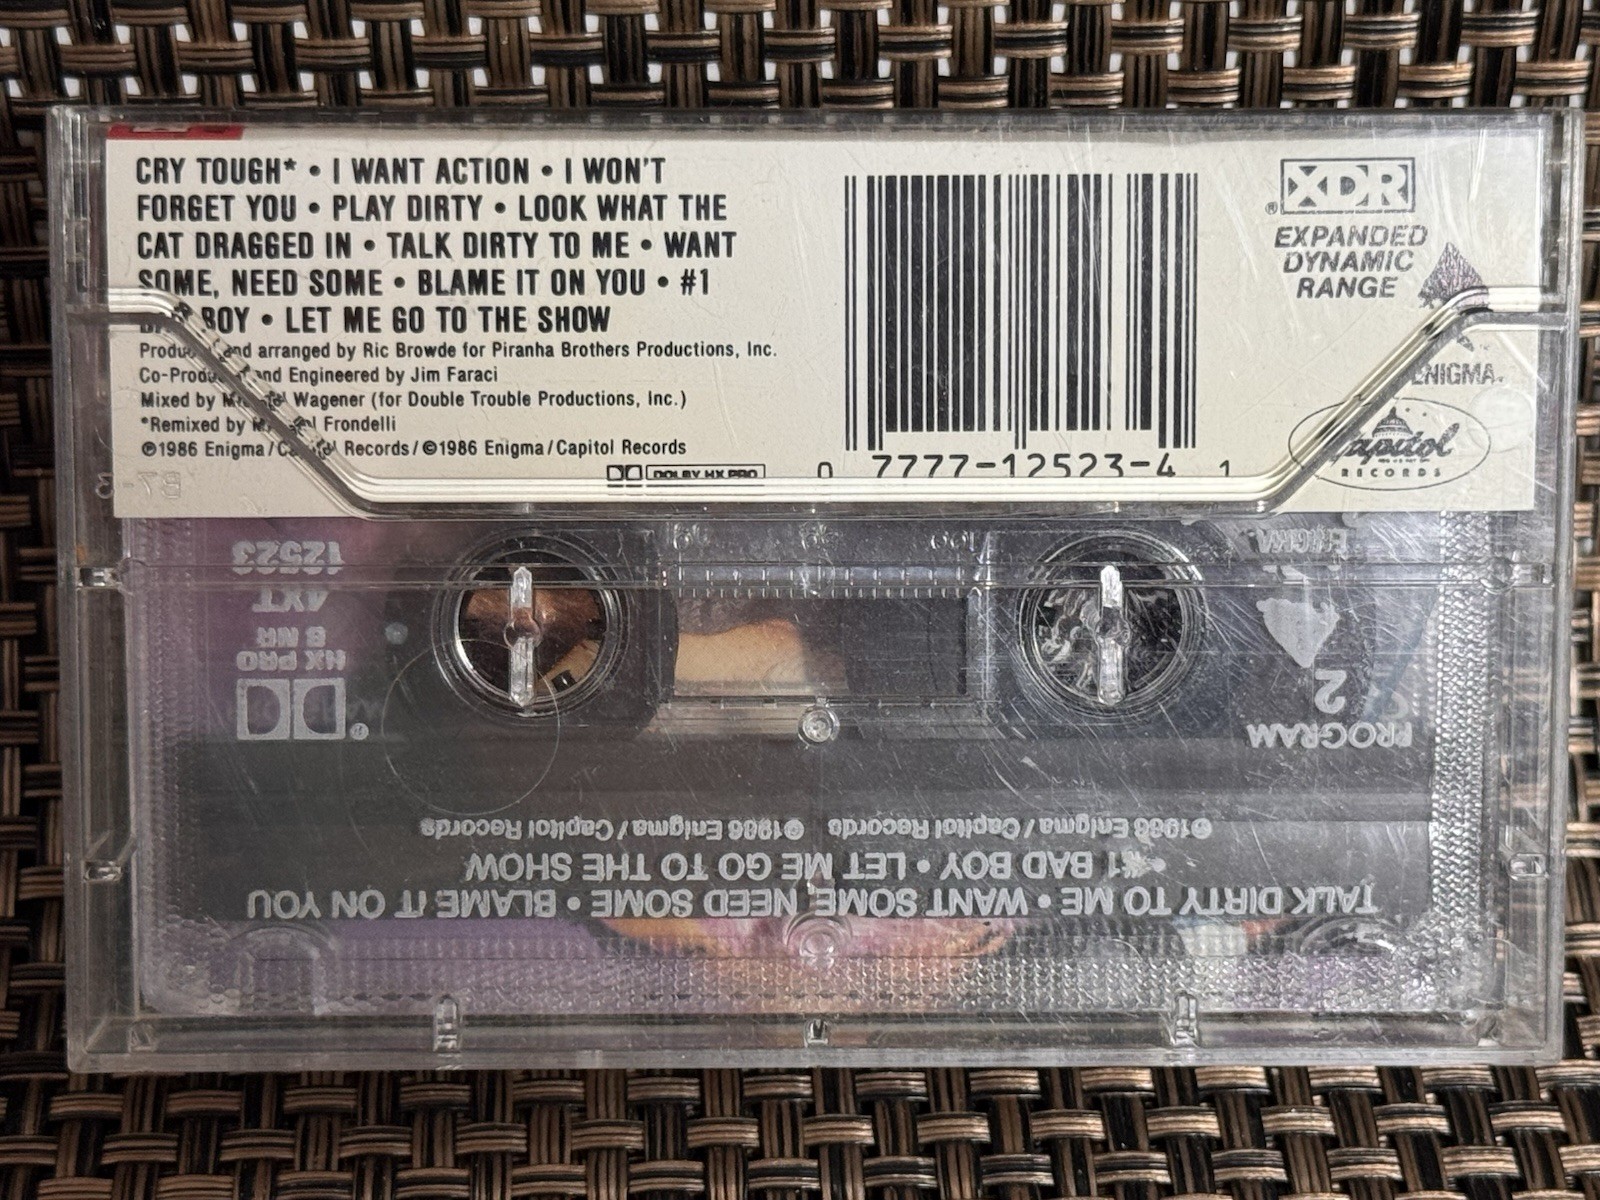 CRY TOUGH* • I WANT ACTION • I WON'T
FORGET YOU • PLAY DIRTY • LOOK WHAT THE
CAT DRAGGED IN • TALK DIRTY TO ME • WANT
SOME, NEED SOME • BLAME IT ON YOU • #1
BOY • LET ME GO TO THE SHOW
and arranged by Ric Browde for Piranha Brothers Productions, Inc.
and Engineered by Jim Faraci
Mixed by Wagener (for Double Trouble Productions, Inc.)
*Remixed by Frondelli
℗1986 Enigma/Capitol Records/©1986 Enigma/Capitol Records
DOLBY HX PRO
0 7777-12523-4 1
® XDR
EXPANDED
DYNAMIC
RANGE
ENIGMA
Capitol
RECORDS
87-3
12523
4XT
B NR
HX PRO
ENIGMA
2
PROGRAM
℗1986 Enigma/Capitol Records ©1986 Enigma/Capitol Records
TALK DIRTY TO ME • WANT SOME, NEED SOME • BLAME IT ON YOU
• #1 BAD BOY • LET ME GO TO THE SHOW